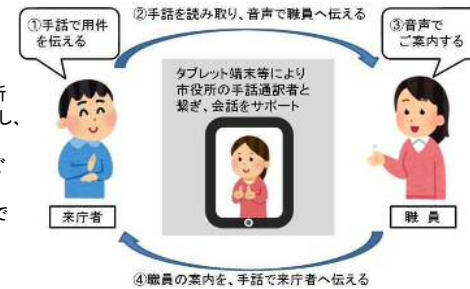 ②手話を読み取り、音声で職員へ伝える
①手話で用件
を伝える
③音声で
ご案内する
タブレット端末等により
市役所の手話通訳者と
繋ぎ、会話をサポート
所
し、
で
来庁者
職員
④職員の案内を、手話で来庁者へ伝える